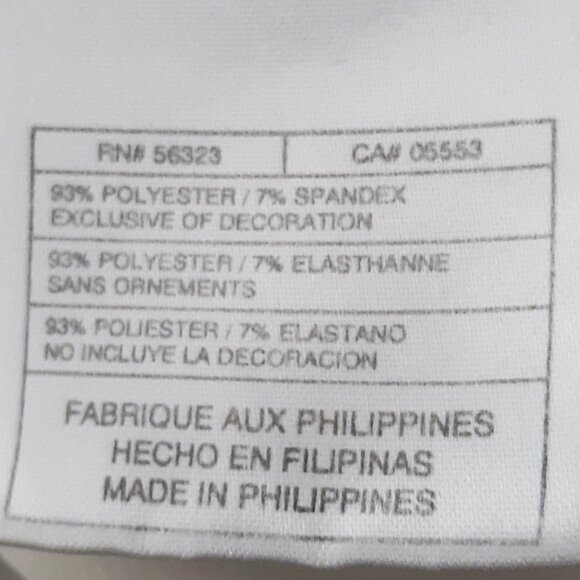 RN# 56323 CA# 05553
93% POLYESTER / 7% SPANDEX
EXCLUSIVE OF DECORATION
93% POLYESTER / 7% ELASTHANNE
SANS ORNEMENTS
93% POLIESTER / 7% ELASTANO
NO INCLUYE LA DECORACION
FABRIQUE AUX PHILIPPINES
HECHO EN FILIPINAS
MADE IN PHILIPPINES